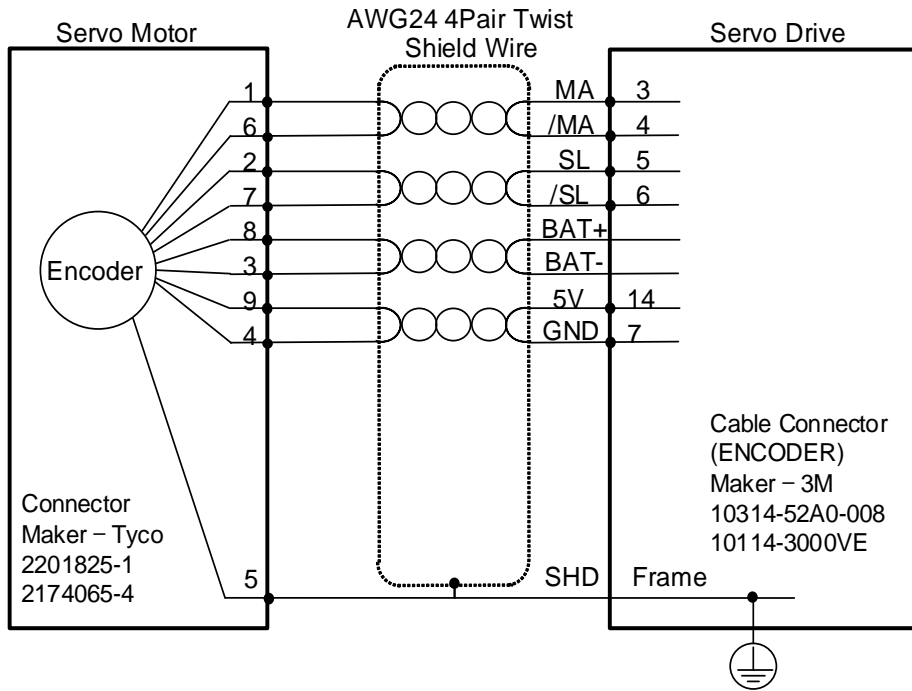 AWG24 4Pair Twist
Shield Wire
Servo Motor
Servo Drive
1
MA
3
6
/MA
4
2
SL
5
7
/SL
6
8
BAT+
Encoder
3
BAT-
9
5V
14
4
GND
7
Connector
Maker – Tyco
2201825-1
2174065-4
Cable Connector
(ENCODER)
Maker – 3M
10314-52A0-008
10114-3000VE
5
SHD
Frame